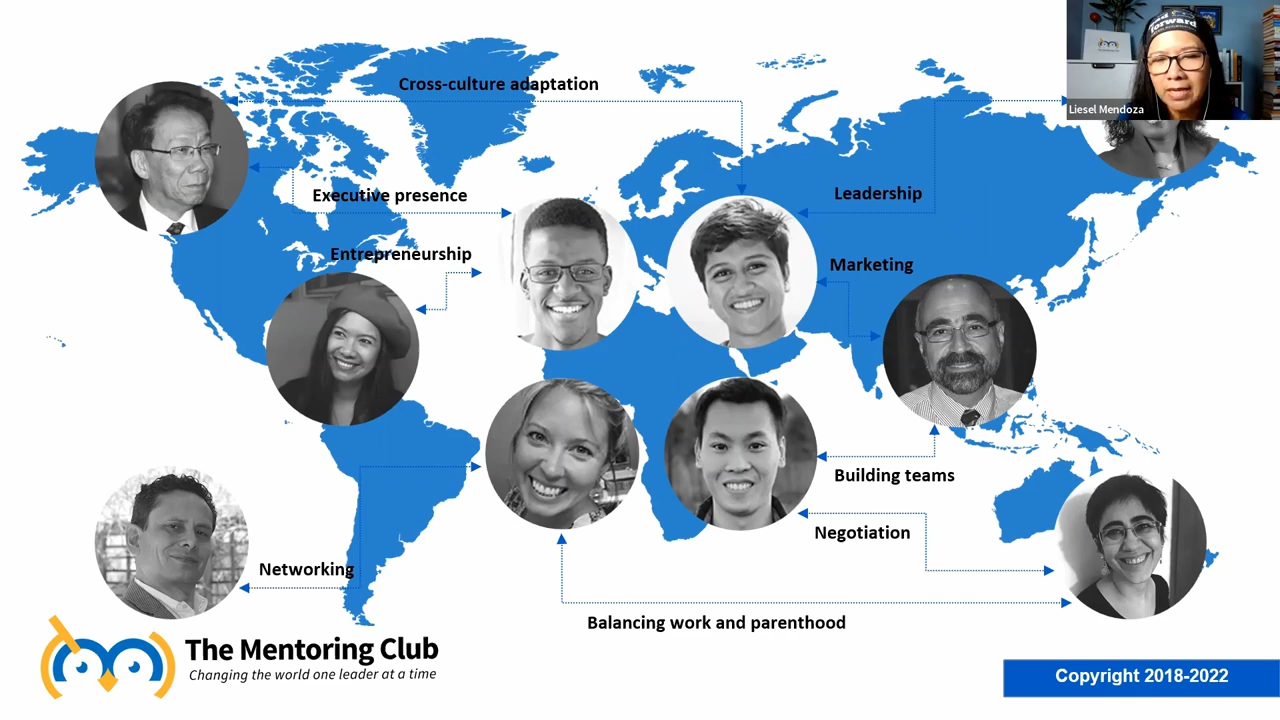 forward
Liesel Mendoza
Cross-culture adaptation
Executive presence
Leadership
Entrepreneurship
Marketing
Building teams
Negotiation
Networking
Balancing work and parenthood
The Mentoring Club
Changing the world one leader at a time
Copyright 2018-2022